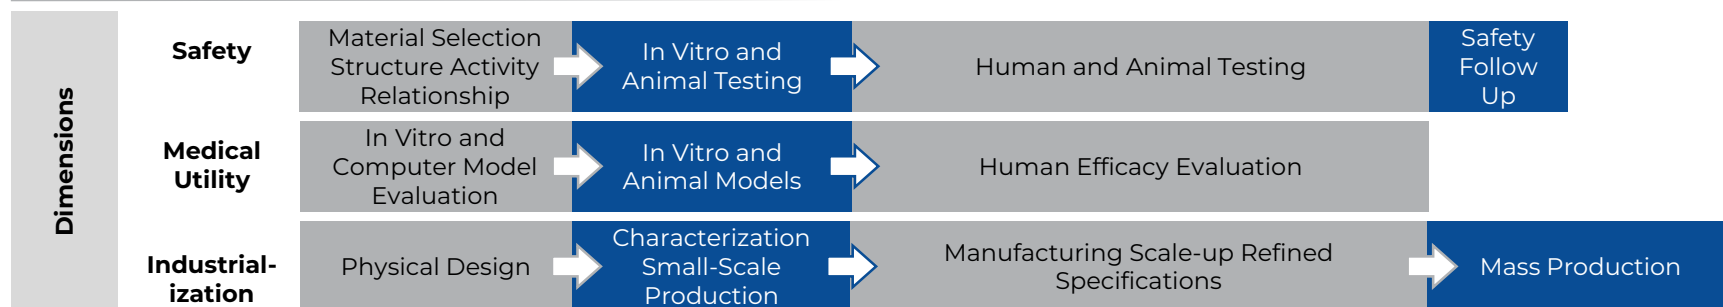 Dimensions
Safety
Material Selection
Structure Activity
Relationship
In Vitro and
Animal Testing
Human and Animal Testing
Safety
Follow
Up
Medical
Utility
In Vitro and
Computer Model
Evaluation
In Vitro and
Animal Models
Human Efficacy Evaluation
Industrial-
ization
Physical Design
Characterization
Small-Scale
Production
Manufacturing Scale-up Refined
Specifications
Mass Production